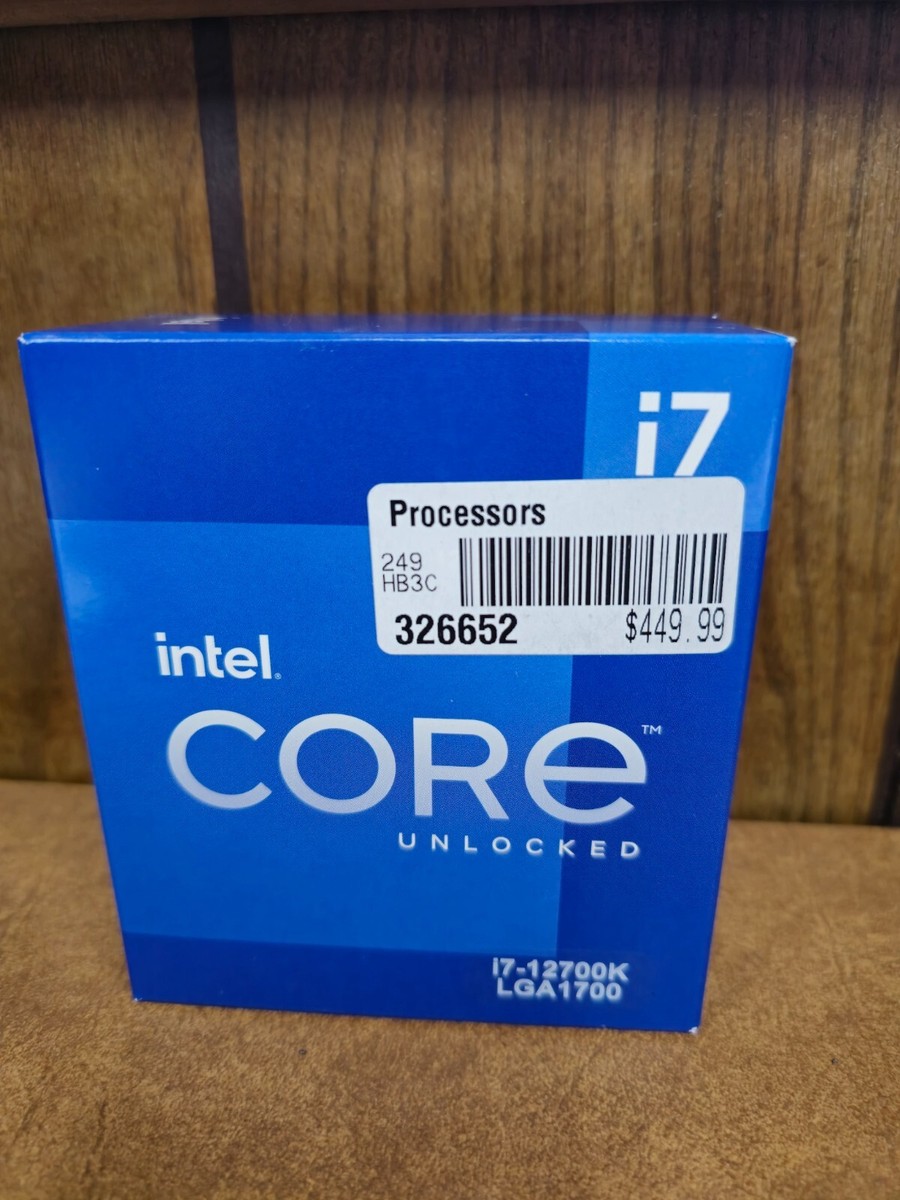 i7
Processors
249
HB3C
326652 $449.99
intel.
CORE™
UNLOCKED
i7-12700K
LGA1700